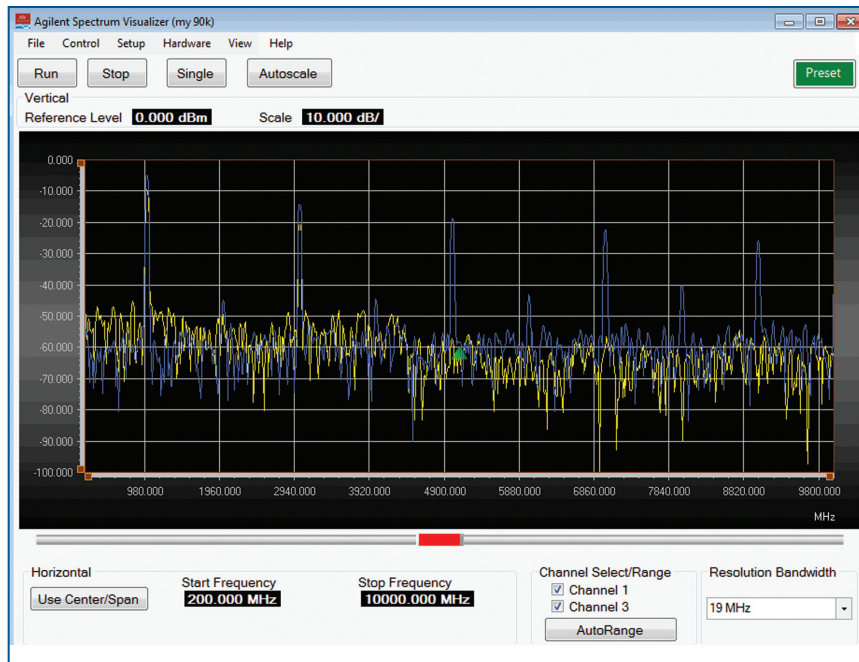 Agilent Spectrum Visualizer (my 90k)
File Control Setup Hardware View Help
Run Stop Single Autoscale Preset
Vertical
Reference Level 0.000 dBm Scale 10.000 dB/
0.000
-10.000
-20.000
-30.000
-40.000
-50.000
-60.000
-70.000
-80.000
-90.000
-100.000
980.000 1960.000 2940.000 3920.000 4900.000 5880.000 6860.000 7840.000 8820.000 9800.000
MHz
Horizontal
Use Center/Span
Start Frequency
200.000 MHz
Stop Frequency
10000.000 MHz
Channel Select/Range
Channel 1
Channel 3
AutoRange
Resolution Bandwidth
19 MHz